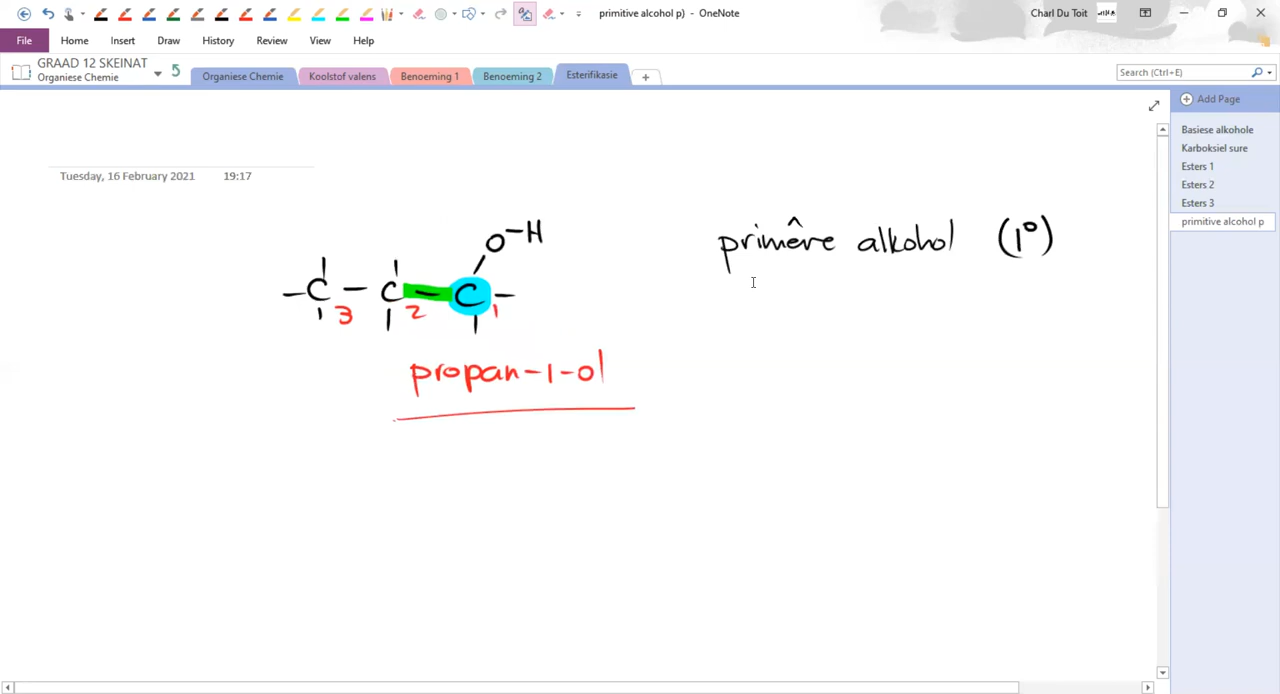 primitive alcohol p) - OneNote
Charl Du Toit
File Home Insert Draw History Review View Help
GRAAD 12 SKEINAT
Organiese Chemie
Organiese Chemie Koolstof valens Benoeming 1 Benoeming 2 Esterifikasie +
Search (Ctrl+E)
Add Page
Basiese alkohole
Karboksiel sure
Esters 1
Esters 2
Esters 3
primitive alcohol p
Tuesday, 16 February 2021 19:17
O-H
primêre alkohol (1°)
-C-C-C-
3 2 1
propan-1-ol